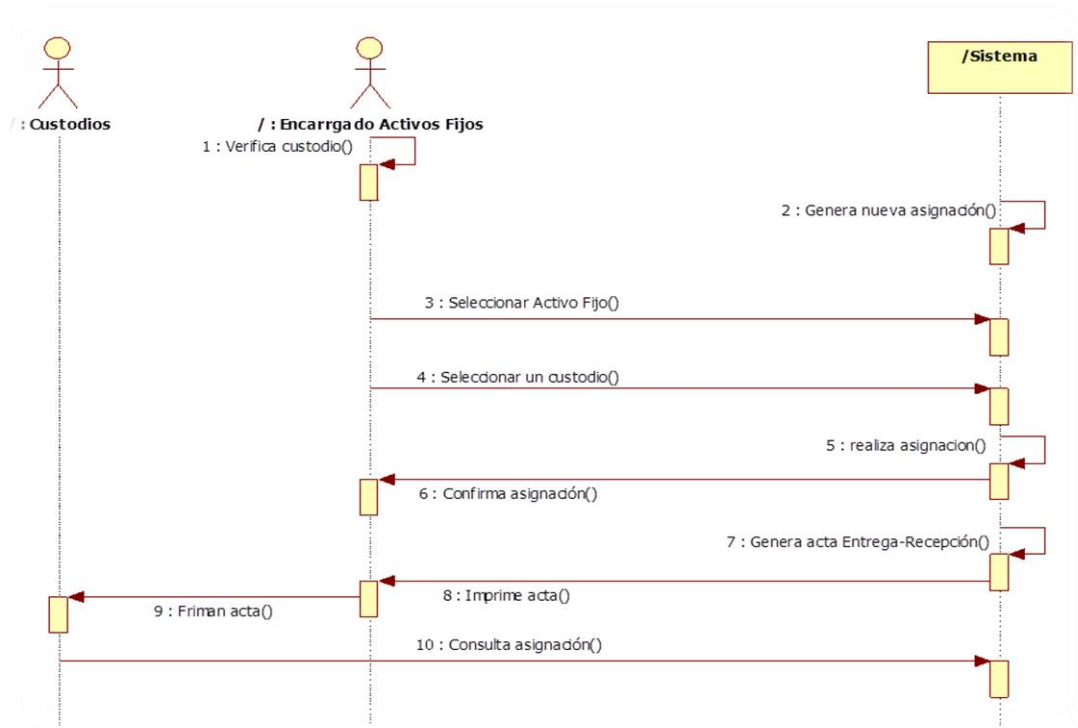 /Sistema
/ : Custodios
/ : Encarrgado Activos Fijos
1 : Verifica custodio()
2 : Genera nueva asignación()
3 : Seleccionar Activo Fijo()
4 : Seleccionar un custodio()
5 : realiza asignacion()
6 : Confirma asignación()
7 : Genera acta Entrega-Recepción()
8 : Imprime acta()
9 : Friman acta()
10 : Consulta asignación()